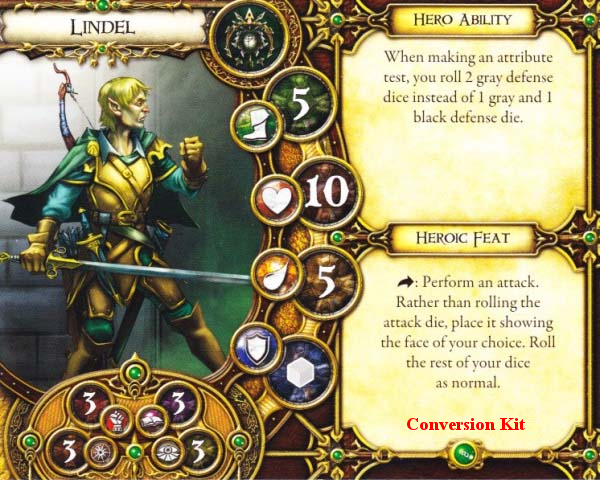 Lindel
5
10
5
3
3
3
3
Hero Ability
When making an attribute
test, you roll 2 gray defense
dice instead of 1 gray and 1
black defense die.
Heroic Feat
: Perform an attack.
Rather than rolling the
attack die, place it showing
the face of your choice. Roll
the rest of your dice
as normal.
Conversion Kit